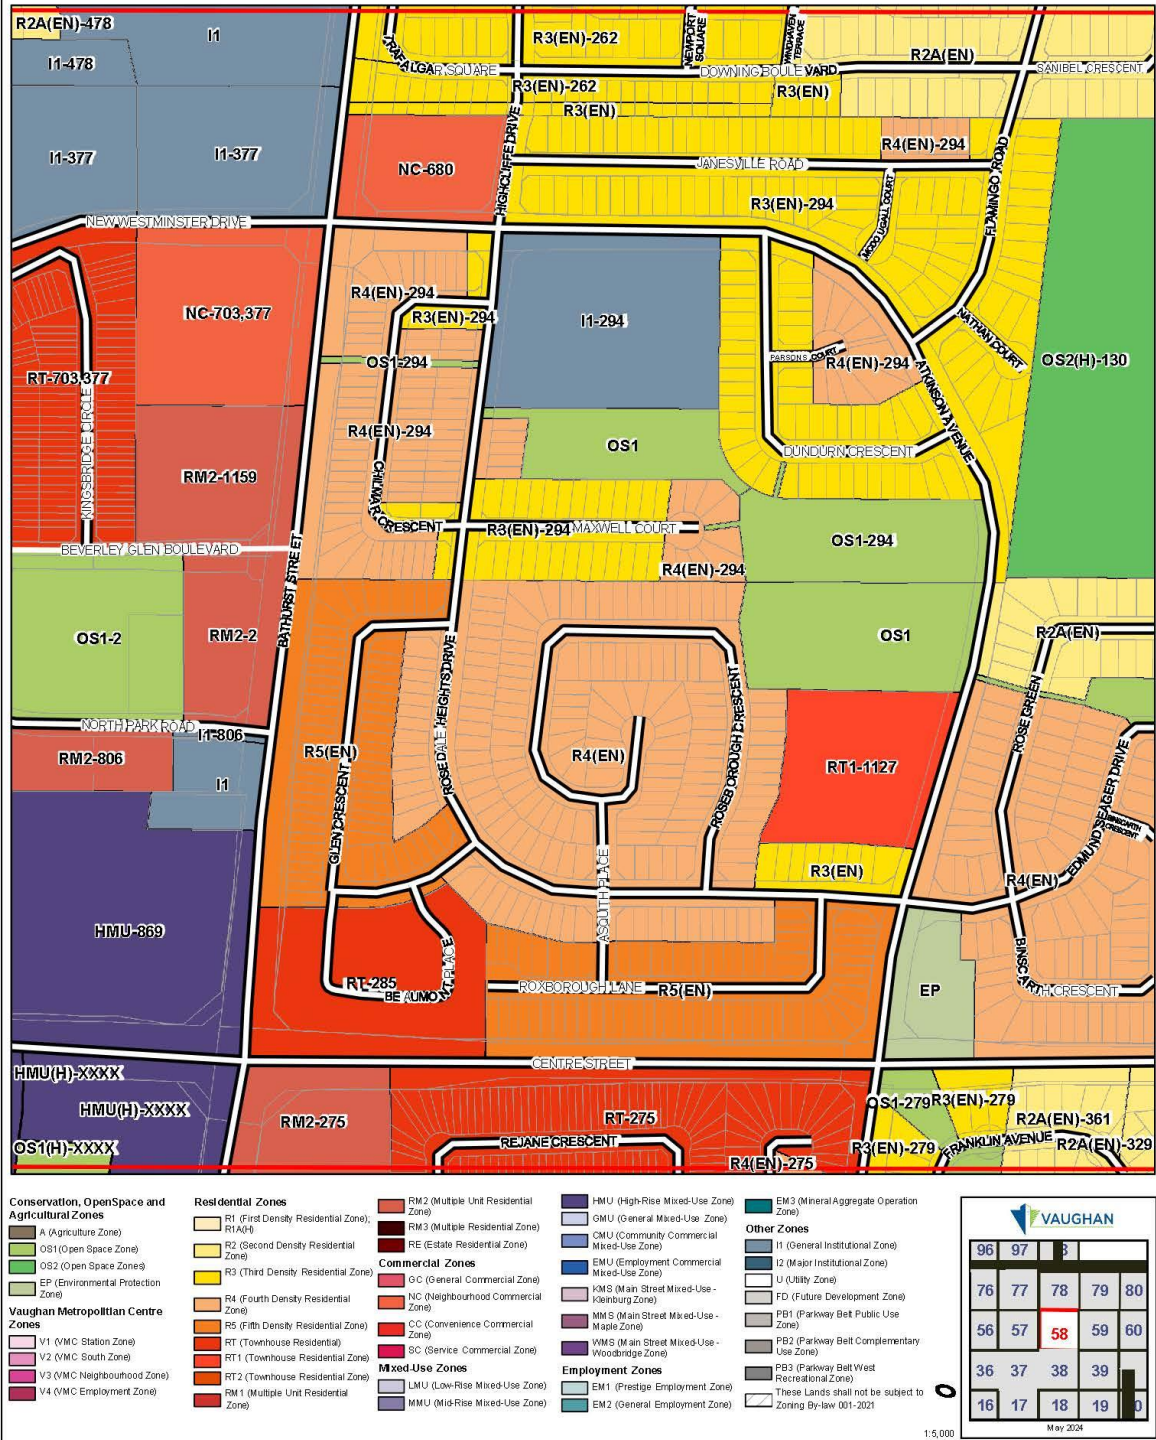 R2A(EN)-478
I1
I1-478
R3(EN)-262
NEWPORT SQUARE
WINDHAVEN TERRACE
R2A(EN)
TRAFALGAR SQUARE
DOWNING BOULEVARD
SANIBEL CRESCENT
R3(EN)-262
R3(EN)
R3(EN)
I1-377
I1-377
NC-680
HIGHCLIFFE DRIVE
R4(EN)-294
JANESVILLE ROAD
FLAMINGO ROAD
R3(EN)-294
MCDOUGALL COURT
NEW WESTMINSTER DRIVE
R4(EN)-294
NC-703,377
R3(EN)-294
I1-294
NATHAN COURT
PARSONS COURT
OS1-294
R4(EN)-294
OS2(H)-130
RT-703,377
ATKINSON AVENUE
KINGSBRIDGE CIRCLE
R4(EN)-294
OS1
DUNDURN CRESCENT
RM2-1159
CHILMAR CRESCENT
R3(EN)-294
MAXWELL COURT
OS1-294
BEVERLEY GLEN BOULEVARD
R4(EN)-294
BATHURST STREET
OS1-2
RM2-2
OS1
R2A(EN)
ROSEDALE HEIGHTS DRIVE
ROSEBOROUGH CRESCENT
ROSE GREEN
NORTH PARK ROAD
I1-806
RM2-806
R5(EN)
R4(EN)
RT1-1127
I1
GLEN CRESCENT
EDMUND SEAGER DRIVE
BINSCARTH CRESCENT
R3(EN)
R4(EN)
ASQUITH PLACE
HMU-869
BINSCARTH CRESCENT
RT-285
BEAUMONT PLACE
ROXBOROUGH LANE
R5(EN)
EP
CENTRE STREET
HMU(H)-XXXX
HMU(H)-XXXX
OS1(H)-XXXX
RM2-275
RT-275
REJANE CRESCENT
R4(EN)-275
OS1-279
R3(EN)-279
R3(EN)-279
R2A(EN)-361
FRANKLIN AVENUE
R2A(EN)-329
Conservation, OpenSpace and
Agricultural Zones
A (Agriculture Zone)
OS1(Open Space Zone)
OS2 (Open Space Zones)
EP (Environmental Protection
Zone)
Vaughan Metropolitan Centre
Zones
V1 (VMC Station Zone)
V2 (VMC South Zone)
V3 (VMC Neighbourhood Zone)
V4 (VMC Employment Zone)
Residential Zones
R1 (First Density Residential Zone);
R1A(H)
R2 (Second Density Residential
Zone)
R3 (Third Density Residential Zone)
R4 (Fourth Density Residential
Zone)
R5 (Fifth Density Residential Zone)
RT (Townhouse Residential)
RT1 (Townhouse Residential Zone)
RT2 (Townhouse Residential Zone)
RM1 (Multiple Unit Residential
Zone)
RM2 (Multiple Unit Residential
Zone)
RM3 (Multiple Residential Zone)
RE (Estate Residential Zone)
Commercial Zones
GC (General Commercial Zone)
NC (Neighbourhood Commercial
Zone)
CC (Convenience Commercial
Zone)
SC (Service Commercial Zone)
Mixed-Use Zones
LMU (Low-Rise Mixed-Use Zone)
MMU (Mid-Rise Mixed-Use Zone)
HMU (High-Rise Mixed-Use Zone)
GMU (General Mixed-Use Zone)
CMU (Community Commercial
Mixed-Use Zone)
EMU (Employment Commercial
Mixed-Use Zone)
KMS (Main Street Mixed-Use -
Kleinburg Zone)
MMS (Main Street Mixed-Use -
Maple Zone)
WMS (Main Street Mixed-Use -
Woodbridge Zone)
Employment Zones
EM1 (Prestige Employment Zone)
EM2 (General Employment Zone)
EM3 (Mineral Aggregate Operation
Zone)
Other Zones
I1 (General Institutional Zone)
I2 (Major Institutional Zone)
U (Utility Zone)
FD (Future Development Zone)
PB1 (Parkway Belt Public Use
Zone)
PB2 (Parkway Belt Complementary
Use Zone)
PB3 (Parkway Belt West
Recreational Zone)
These Lands shall not be subject to
Zoning By-law 001-2021
0
1:5,000
VAUGHAN
96 97
76 77 78 79 80
56 57 58 59 60
36 37 38 39
16 17 18 19
May 2024